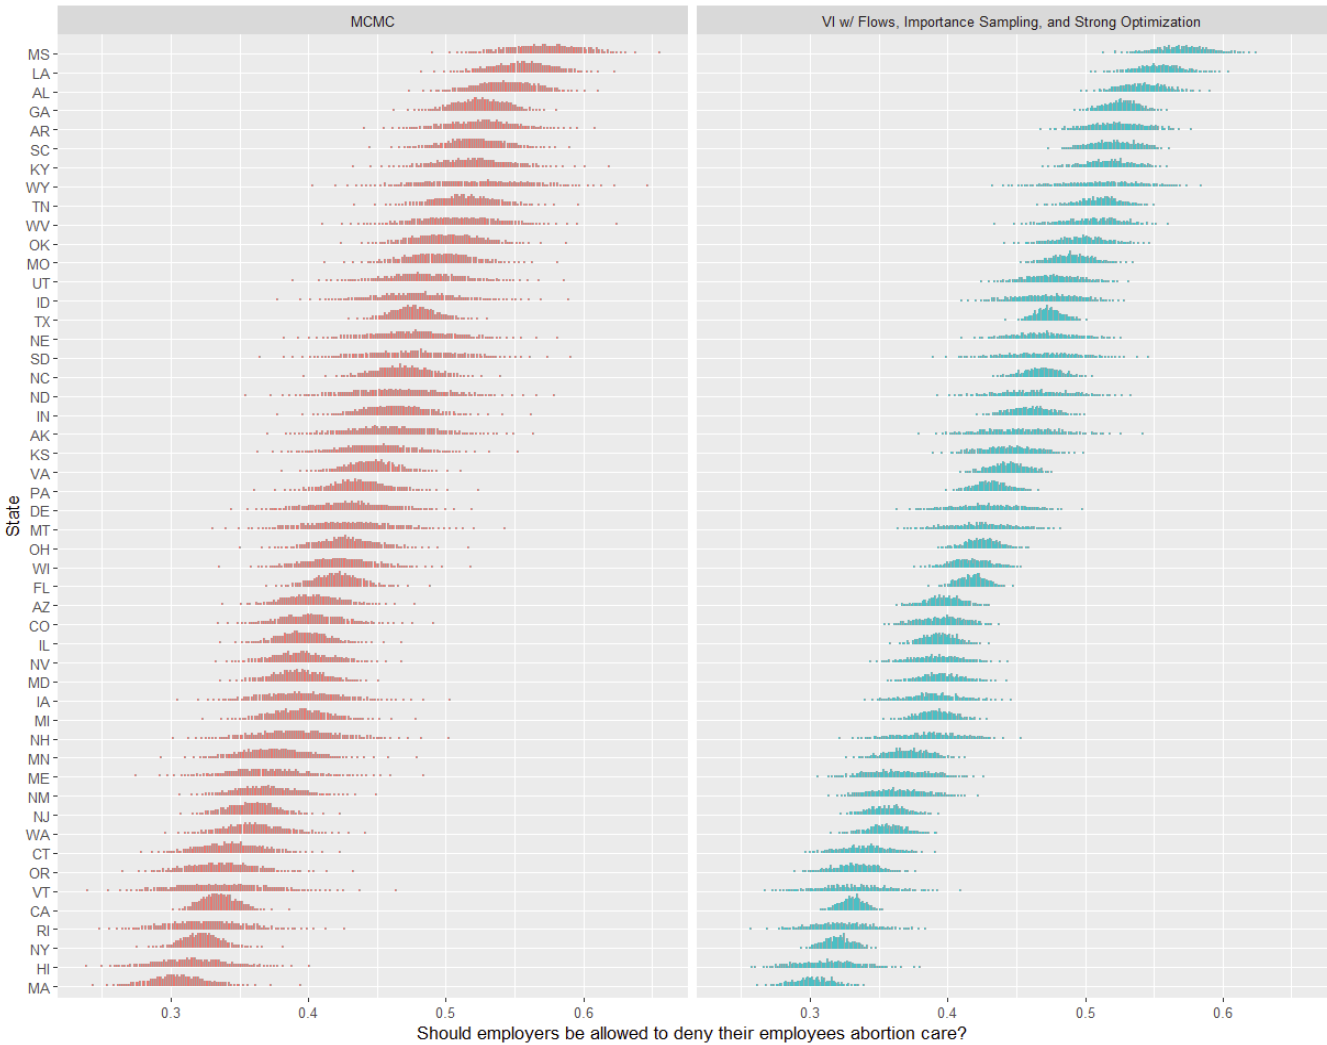 MCMC
VI w/ Flows, Importance Sampling, and Strong Optimization
MS
LA
AL
GA
AR
SC
KY
WY
TN
WV
OK
MO
UT
ID
TX
NE
SD
NC
ND
IN
AK
KS
VA
PA
DE
MT
OH
WI
FL
AZ
CO
IL
NV
MD
IA
MI
NH
MN
ME
NM
NJ
WA
CT
OR
VT
CA
RI
NY
HI
MA
State
0.3 0.4 0.5 0.6 0.3 0.4 0.5 0.6
Should employers be allowed to deny their employees abortion care?